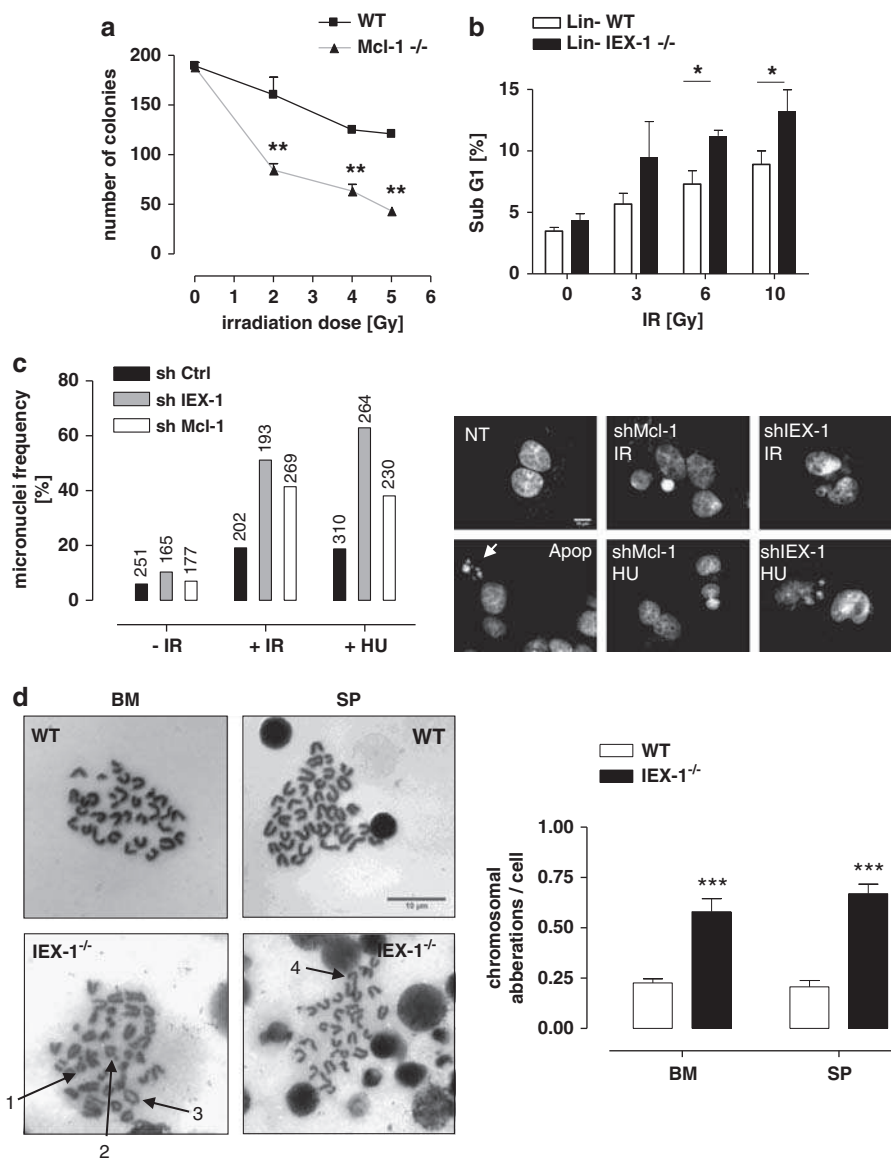 a
WT
Mcl-1 -/-
number of colonies
200
150
100
50
0
**
**
**
0 1 2 3 4 5 6
irradiation dose [Gy]
b
Lin- WT
Lin- IEX-1 -/-
Sub G1 [%]
15
10
5
0
*
*
0 3 6 10
IR [Gy]
c
sh Ctrl
sh IEX-1
sh Mcl-1
micronuclei frequency
[%]
80
60
40
20
0
251
165
177
202
193
269
310
264
230
- IR
+ IR
+ HU
NT
shMcl-1
IR
shIEX-1
IR
Apop
shMcl-1
HU
shIEX-1
HU
d
BM
SP
WT
WT
10 µm
IEX-1-/-
IEX-1-/-
1
2
3
4
WT
IEX-1-/-
chromosomal
abberations / cell
1.00
0.75
0.50
0.25
0.00
***
***
BM
SP